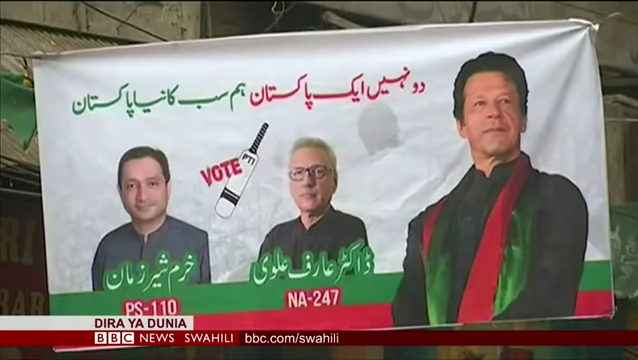 دو نہیں ایک پاکستان ہم سب کا نیا پاکستان
VOTE
PTI
خرم شیر زمان
PS-110
ڈاکٹر عارف علوی
NA-247
DIRA YA DUNIA
BBC NEWS SWAHILI bbc.com/swahili